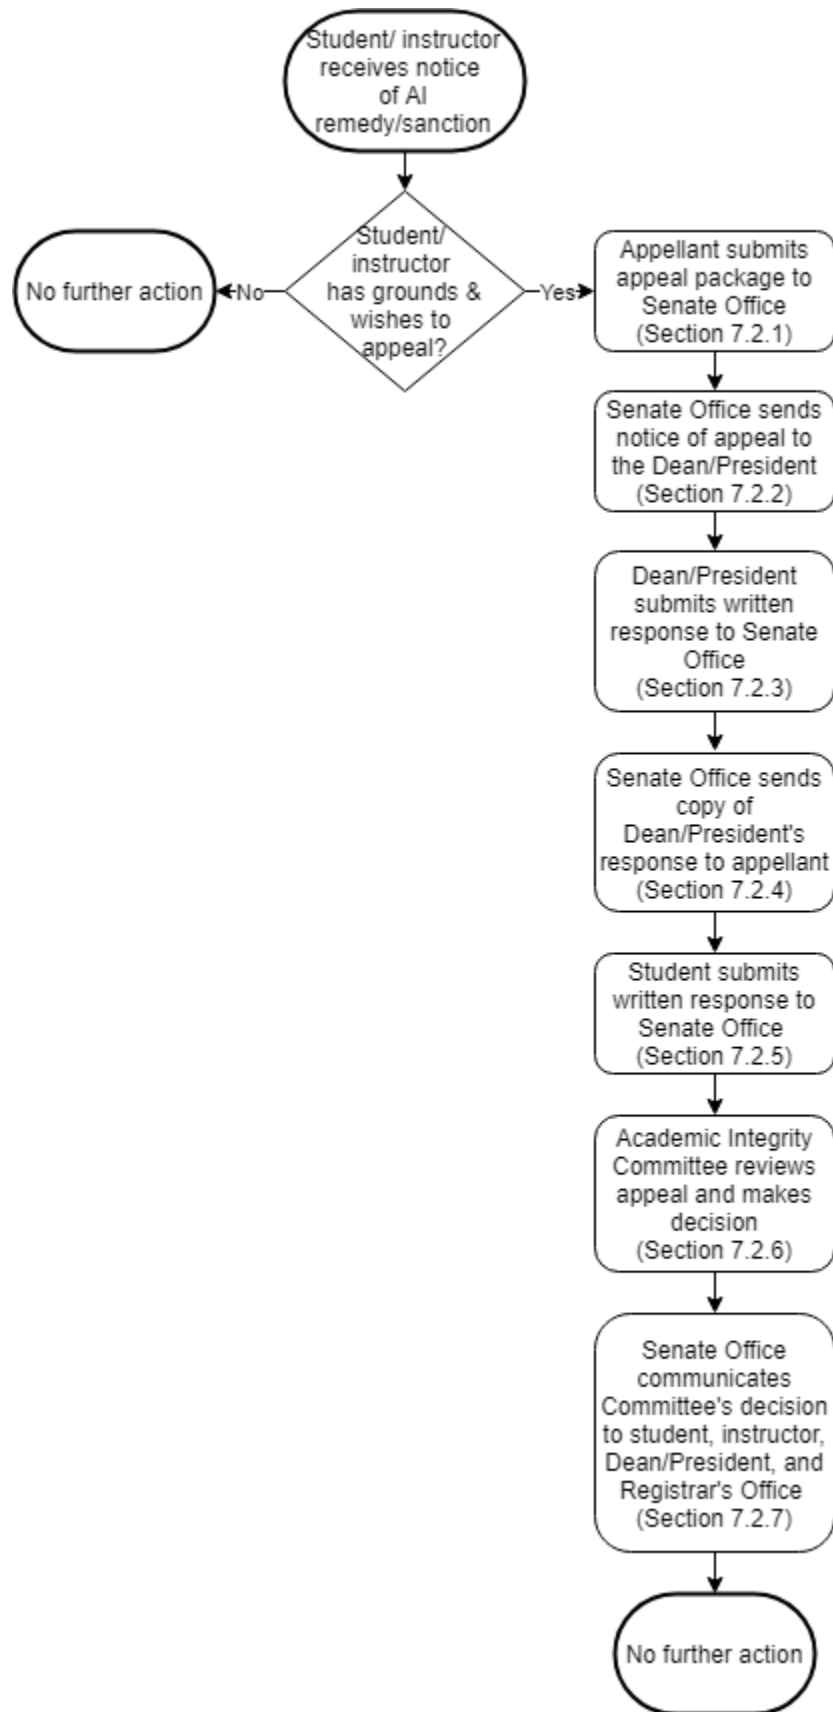 Student/ instructor
receives notice
of AI
remedy/sanction
Student/
instructor
has grounds &
wishes to
appeal?
No
No further action
Yes
Appellant submits
appeal package to
Senate Office
(Section 7.2.1)
Senate Office sends
notice of appeal to
the Dean/President
(Section 7.2.2)
Dean/President
submits written
response to Senate
Office
(Section 7.2.3)
Senate Office sends
copy of
Dean/President's
response to appellant
(Section 7.2.4)
Student submits
written response to
Senate Office
(Section 7.2.5)
Academic Integrity
Committee reviews
appeal and makes
decision
(Section 7.2.6)
Senate Office
communicates
Committee's decision
to student, instructor,
Dean/President, and
Registrar's Office
(Section 7.2.7)
No further action